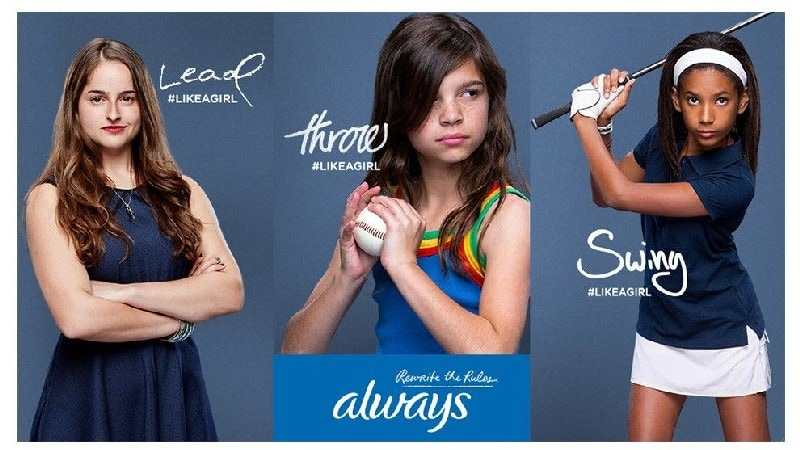 Lead
#LIKEAGIRL
throw
#LIKEAGIRL
Swing
#LIKEAGIRL
Rewrite the Rules.
always